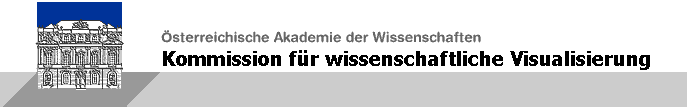 Österreichische Akademie der Wissenschaften
Kommission für wissenschaftliche Visualisierung